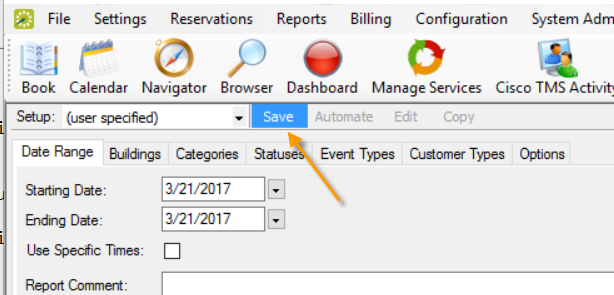 File Settings Reservations Reports Billing Configuration System Adm
Book Calendar Navigator Browser Dashboard Manage Services Cisco TMS Activity
Setup: (user specified) Save Automate Edit Copy
Date Range Buildings Categories Statuses Event Types Customer Types Options
Starting Date: 3/21/2017
Ending Date: 3/21/2017
Use Specific Times:
Report Comment: